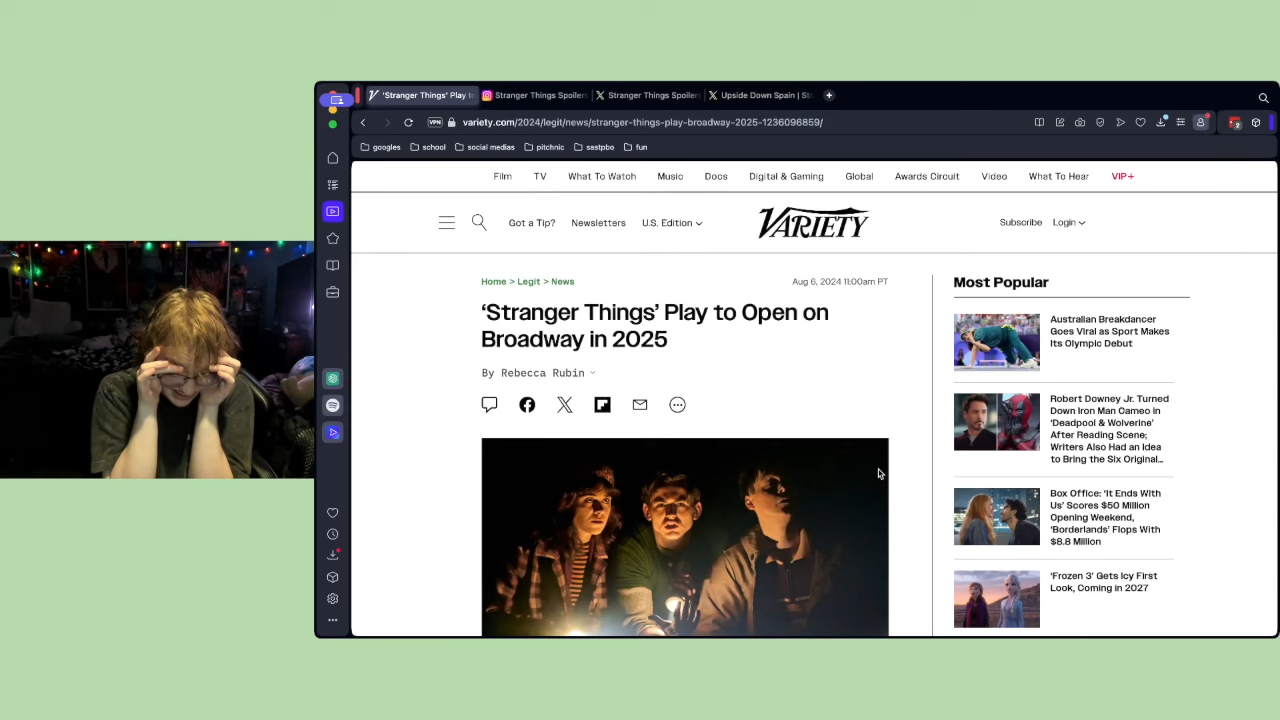 'Stranger Things' Play to
Stranger Things Spoilers
Stranger Things Spoilers
Upside Down Spain | Str
VPN
variety.com/2024/legit/news/stranger-things-play-broadway-2025-1236096859/
2
googles
school
social medias
pitchnic
sastpbo
fun
Film
TV
What To Watch
Music
Docs
Digital & Gaming
Global
Awards Circuit
Video
What To Hear
VIP+
Got a Tip?
Newsletters
U.S. Edition
VARIETY
Subscribe
Login
Home > Legit > News
Aug 6, 2024 11:00am PT
‘Stranger Things’ Play to Open on
Broadway in 2025
By Rebecca Rubin
Most Popular
Australian Breakdancer
Goes Viral as Sport Makes
Its Olympic Debut
Robert Downey Jr. Turned
Down Iron Man Cameo in
‘Deadpool & Wolverine’
After Reading Scene;
Writers Also Had an Idea
to Bring the Six Original...
Box Office: ‘It Ends With
Us’ Scores $50 Million
Opening Weekend,
‘Borderlands’ Flops With
$8.8 Million
‘Frozen 3’ Gets Icy First
Look, Coming in 2027